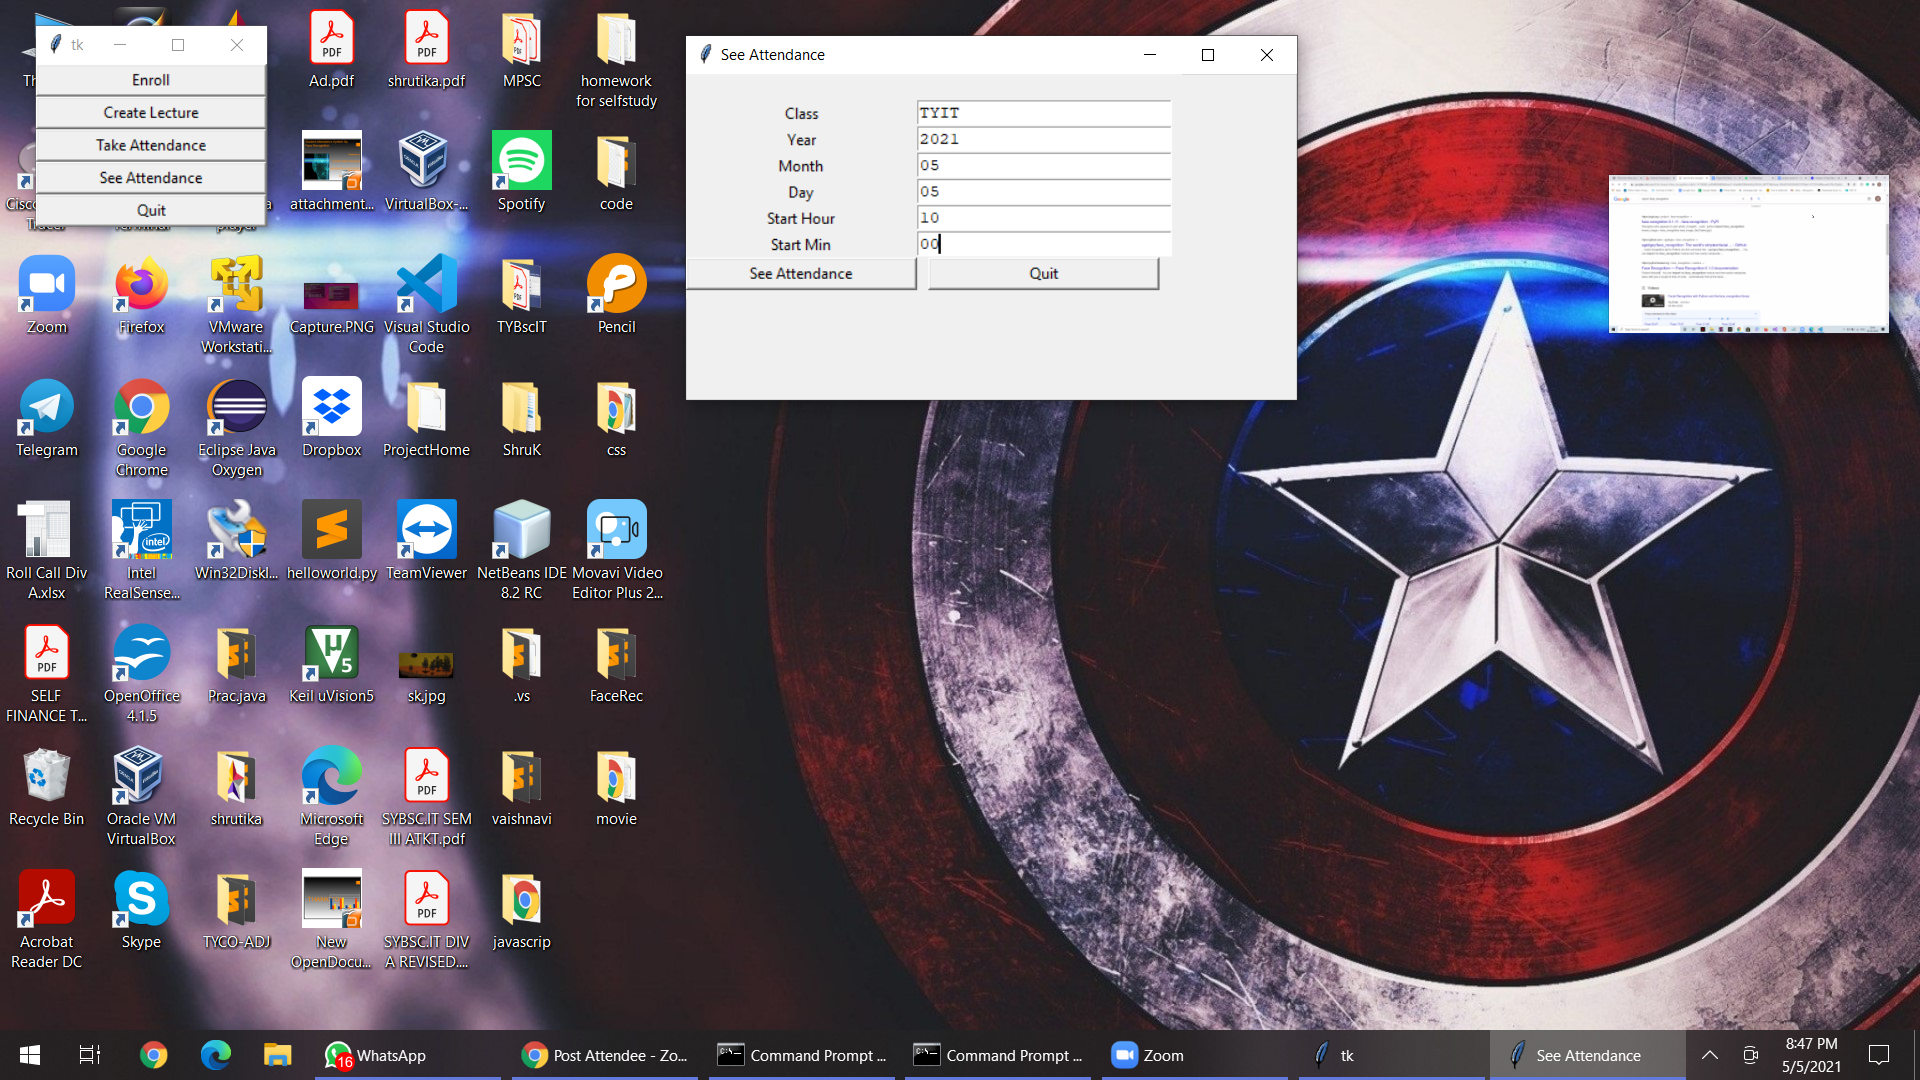 tk
Enroll
Create Lecture
Take Attendance
See Attendance
Quit
Ad.pdf
shrutika.pdf
MPSC
homework
for selfstudy
attachment...
VirtualBox-...
Spotify
code
Zoom
Firefox
VMware
Workstati...
Capture.PNG
Visual Studio
Code
TYBscIT
Pencil
Telegram
Google
Chrome
Eclipse Java
Oxygen
Dropbox
ProjectHome
ShruK
css
Roll Call Div
A.xlsx
Intel
RealSense...
Win32DiskI...
helloworld.py
TeamViewer
NetBeans IDE
8.2 RC
Movavi Video
Editor Plus 2...
SELF
FINANCE T...
OpenOffice
4.1.5
Prac.java
Keil uVision5
sk.jpg
.vs
FaceRec
Recycle Bin
Oracle VM
VirtualBox
shrutika
Microsoft
Edge
SYBSC.IT SEM
III ATKT.pdf
vaishnavi
movie
Acrobat
Reader DC
Skype
TYCO-ADJ
New
OpenDocu...
SYBSC.IT DIV
A REVISED....
javascrip
See Attendance
Class TYIT
Year 2021
Month 05
Day 05
Start Hour 10
Start Min 00
See Attendance Quit
16 WhatsApp
Post Attendee - Zo...
Command Prompt ...
Command Prompt ...
Zoom
tk
See Attendance
8:47 PM
5/5/2021